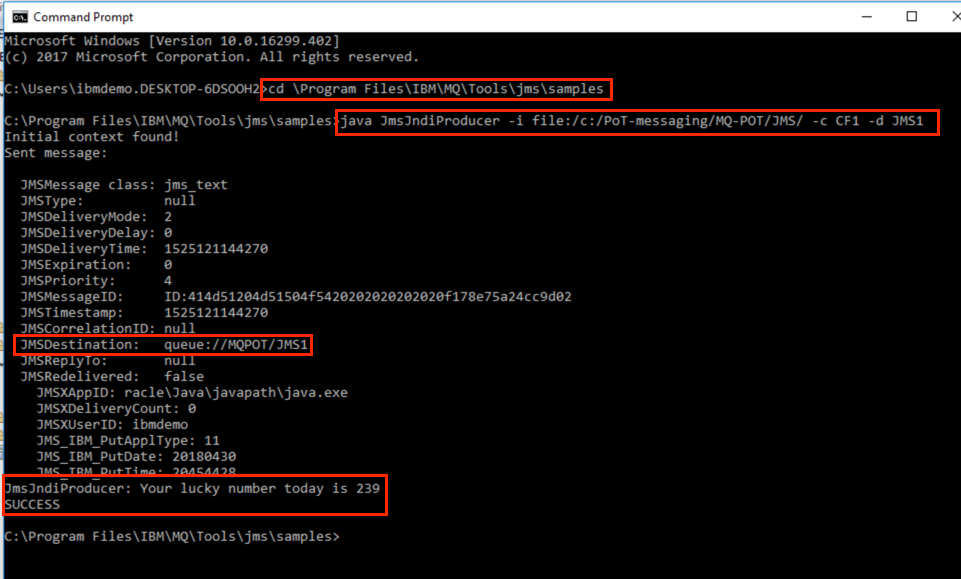 Command Prompt
Microsoft Windows [Version 10.0.16299.402]
(c) 2017 Microsoft Corporation. All rights reserved.
C:\Users\ibmdemo.DESKTOP-6DSOOH2>cd \Program Files\IBM\MQ\Tools\jms\samples
C:\Program Files\IBM\MQ\Tools\jms\samples>java JmsJndiProducer -i file:/c:/PoT-messaging/MQ-POT/JMS/ -c CF1 -d JMS1
Initial context found!
Sent message:
JMSMessage class: jms_text
JMSType: null
JMSDeliveryMode: 2
JMSDeliveryDelay: 0
JMSDeliveryTime: 1525121144270
JMSExpiration: 0
JMSPriority: 4
JMSMessageID: ID:414d51204d51504f5420202020202020f178e75a24cc9d02
JMSTimestamp: 1525121144270
JMSCorrelationID: null
JMSDestination: queue://MQPOT/JMS1
JMSReplyTo: null
JMSRedelivered: false
JMSXAppID: racle\Java\javapath\java.exe
JMSXDeliveryCount: 0
JMSXUserID: ibmdemo
JMS_IBM_PutApplType: 11
JMS_IBM_PutDate: 20180430
JMS_IBM_PutTime: 20454428
JmsJndiProducer: Your lucky number today is 239
SUCCESS
C:\Program Files\IBM\MQ\Tools\jms\samples>